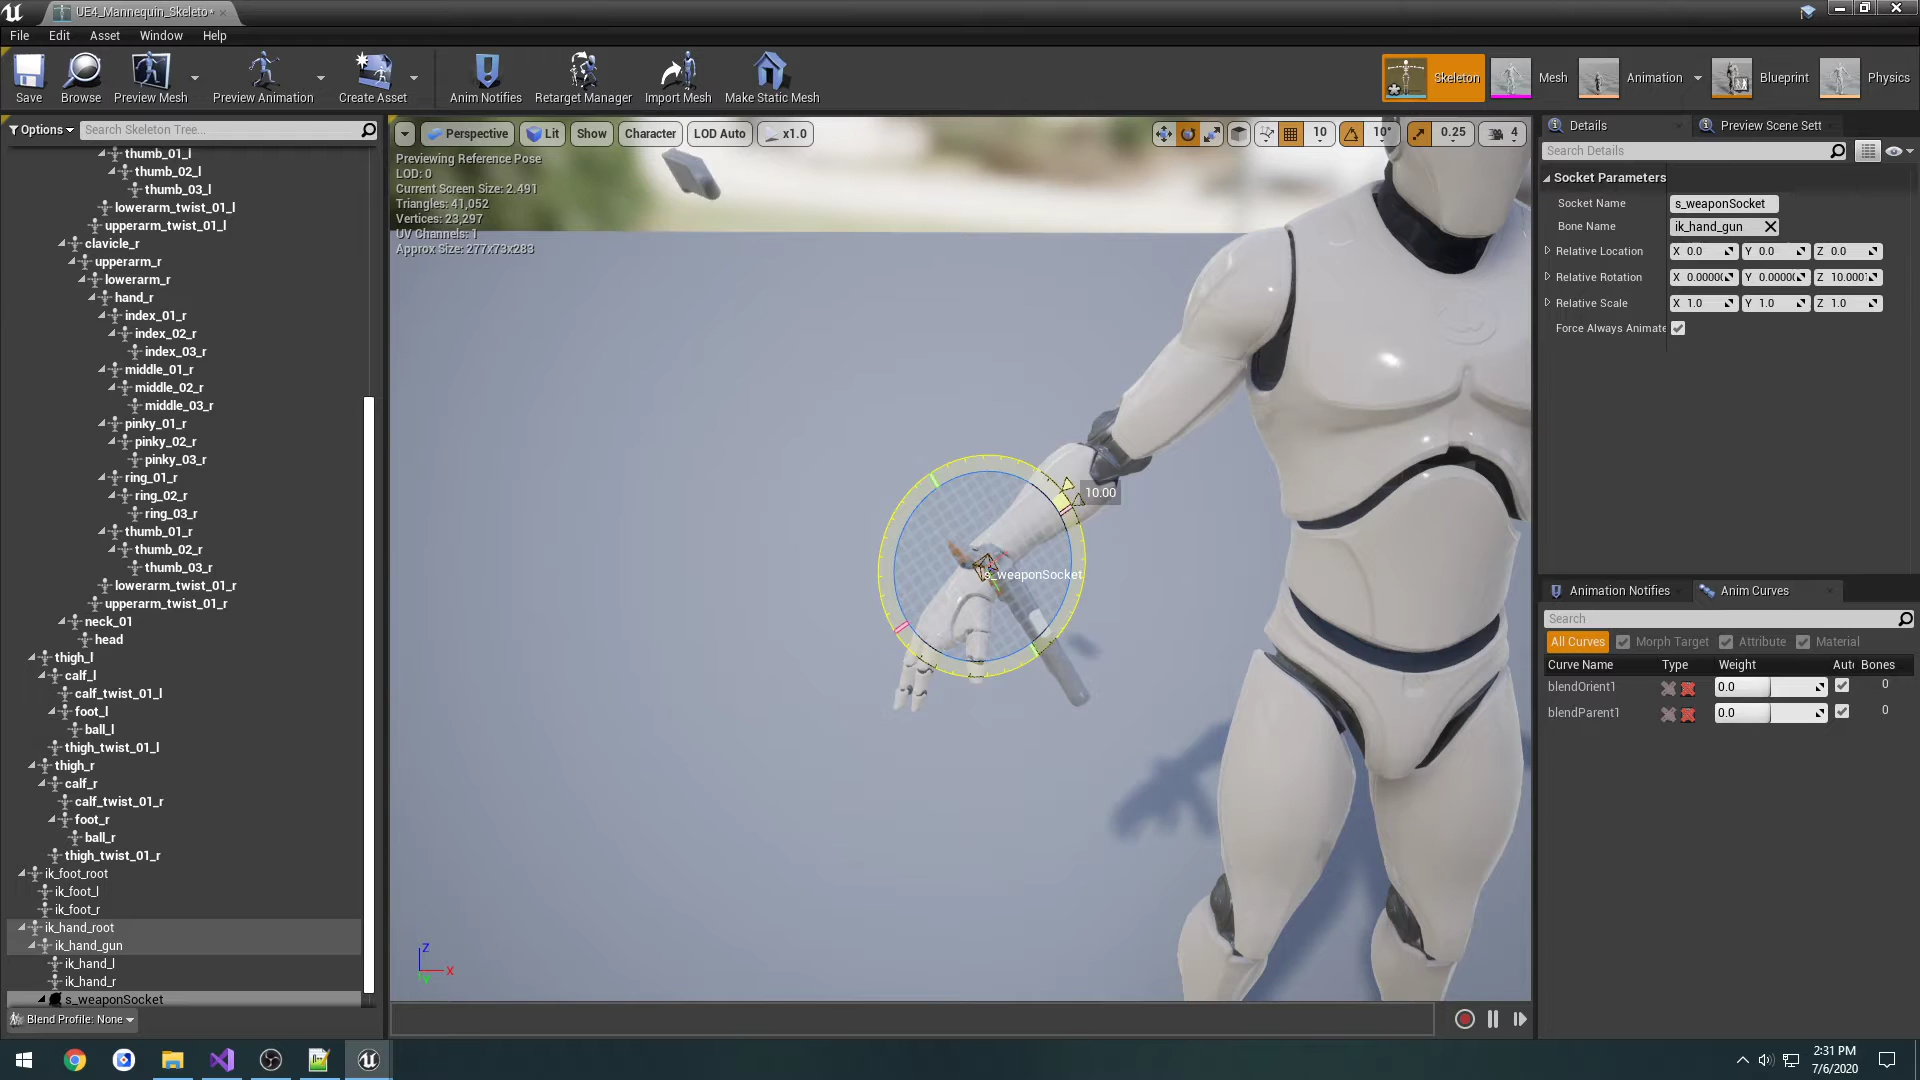 UE4_Mannequin_Skeleto*
File Edit Asset Window Help
Save Browse Preview Mesh Preview Animation Create Asset Anim Notifies Retarget Manager Import Mesh Make Static Mesh
Skeleton Mesh Animation Blueprint Physics
Options Search Skeleton Tree...
thumb_01_l
thumb_02_l
thumb_03_l
lowerarm_twist_01_l
upperarm_twist_01_l
clavicle_r
upperarm_r
lowerarm_r
hand_r
index_01_r
index_02_r
index_03_r
middle_01_r
middle_02_r
middle_03_r
pinky_01_r
pinky_02_r
pinky_03_r
ring_01_r
ring_02_r
ring_03_r
thumb_01_r
thumb_02_r
thumb_03_r
lowerarm_twist_01_r
upperarm_twist_01_r
neck_01
head
thigh_l
calf_l
calf_twist_01_l
foot_l
ball_l
thigh_twist_01_l
thigh_r
calf_r
calf_twist_01_r
foot_r
ball_r
thigh_twist_01_r
ik_foot_root
ik_foot_l
ik_foot_r
ik_hand_root
ik_hand_gun
ik_hand_l
ik_hand_r
s_weaponSocket
Blend Profile: None
Perspective Lit Show Character LOD Auto x1.0
10 10° 0.25 4
Previewing Reference Pose
LOD: 0
Current Screen Size: 2.491
Triangles: 41,052
Vertices: 23,297
UV Channels: 1
Approx Size: 277x73x283
10.00
s_weaponSocket
Z
X
Y
Details Preview Scene Sett
Search Details
Socket Parameters
Socket Name s_weaponSocket
Bone Name ik_hand_gun
Relative Location X 0.0 Y 0.0 Z 0.0
Relative Rotation X 0.0000( Y 0.0000( Z 10.000
Relative Scale X 1.0 Y 1.0 Z 1.0
Force Always Animate
Animation Notifies Anim Curves
Search
All Curves Morph Target Attribute Material
Curve Name Type Weight Aut Bones
blendOrient1 0.0 0
blendParent1 0.0 0
2:31 PM
7/6/2020